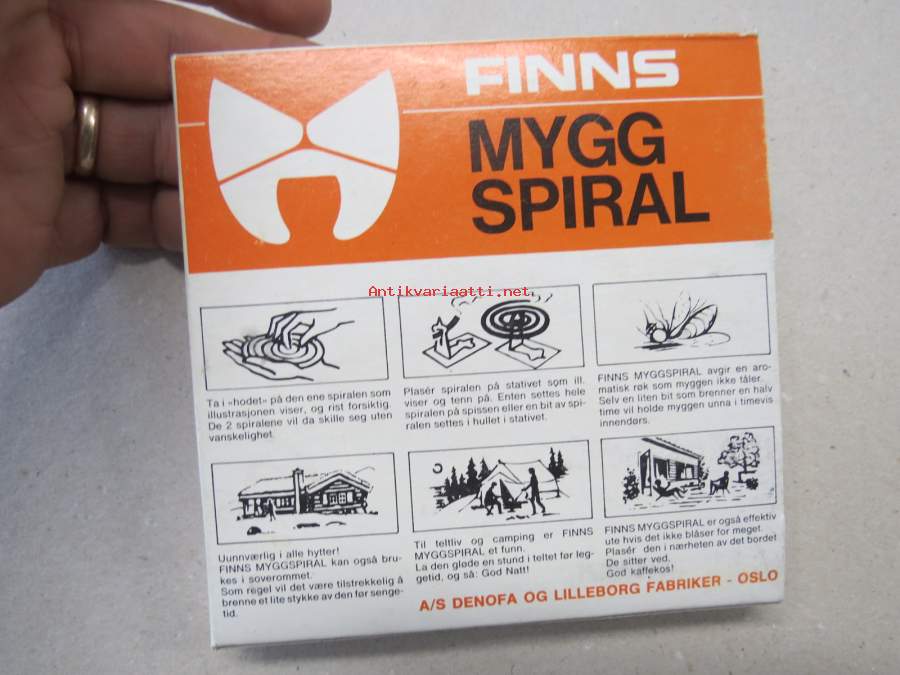 FINNS
MYGG
SPIRAL
Antikvariaatti.net
Ta i «hodet» på den ene spiralen som
illustrasjonen viser, og rist forsiktig.
De 2 spiralene vil da skille seg uten
vanskelighet.
Plasér spiralen på stativet som ill.
viser og tenn på. Enten settes hele
spiralen på spissen eller en bit av spi-
ralen settes i hullet i stativet.
FINNS MYGGSPIRAL avgir en aro-
matisk røk som myggen ikke tåler.
Selv en liten bit som brenner en halv
time vil holde myggen unna i timevis
innendørs.
Uunnværlig i alle hytter!
FINNS MYGGSPIRAL kan også bru-
kes i soverommet.
Som regel vil det være tilstrekkelig å
brenne et lite stykke av den før senge-
tid.
Til teltliv og camping er FINNS
MYGGSPIRAL et funn.
La den gløde en stund i teltet før leg-
getid, og så: God Natt!
FINNS MYGGSPIRAL er også effektiv
ute hvis det ikke blåser for meget.
Plasér den i nærheten av det bordet
De sitter ved.
God kaffekos!
A/S DENOFA OG LILLEBORG FABRIKER - OSLO